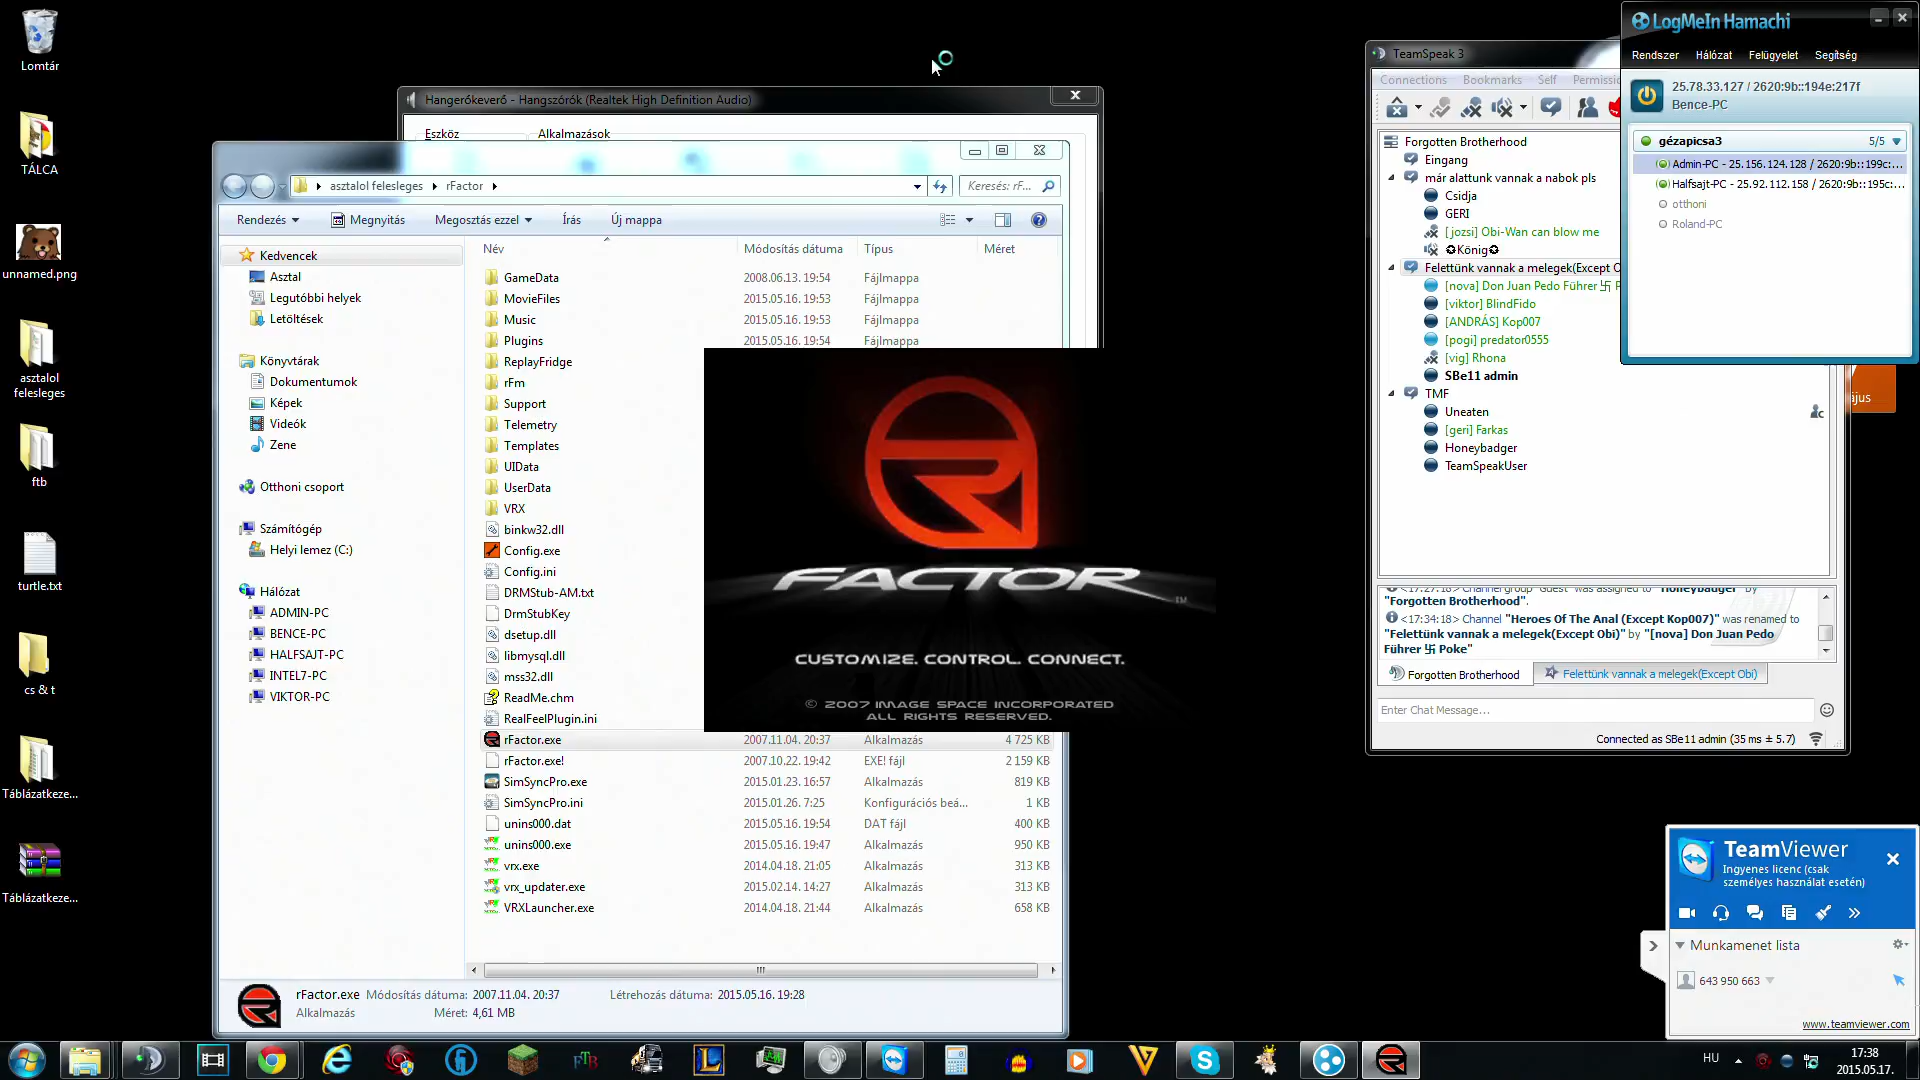 Lomtár
TÁLCA
unnamed.png
asztalol
felesleges
ftb
turtle.txt
cs & t
Táblázatkeze...
Táblázatkeze...
Hangerőkeverő - Hangszórók (Realtek High Definition Audio)
Eszköz
Alkalmazások
asztalol felesleges
rFactor
Keresés: rF...
Rendezés
Megnyitás
Megosztás ezzel
Írás
Új mappa
Kedvencek
Asztal
Legutóbbi helyek
Letöltések
Könyvtárak
Dokumentumok
Képek
Videók
Zene
Otthoni csoport
Számítógép
Helyi lemez (C:)
Hálózat
ADMIN-PC
BENCE-PC
HALFSAJT-PC
INTEL7-PC
VIKTOR-PC
Név Módosítás dátuma Típus Méret
GameData 2008.06.13. 19:54 Fájlmappa
MovieFiles 2015.05.16. 19:53 Fájlmappa
Music 2015.05.16. 19:53 Fájlmappa
Plugins 2015.05.16. 19:54 Fájlmappa
ReplayFridge
rFm
Support
Telemetry
Templates
UIData
UserData
VRX
binkw32.dll
Config.exe
Config.ini
DRMStub-AM.txt
DrmStubKey
dsetup.dll
libmysql.dll
mss32.dll
ReadMe.chm
RealFeelPlugin.ini
rFactor.exe 2007.11.04. 20:37 Alkalmazás 4 725 KB
rFactor.exe! 2007.10.22. 19:42 EXE! fájl 2 159 KB
SimSyncPro.exe 2015.01.23. 16:57 Alkalmazás 819 KB
SimSyncPro.ini 2015.01.26. 7:25 Konfigurációs beá... 1 KB
unins000.dat 2015.05.16. 19:54 DAT fájl 400 KB
unins000.exe 2015.05.16. 19:47 Alkalmazás 950 KB
vrx.exe 2014.04.18. 21:05 Alkalmazás 313 KB
vrx_updater.exe 2015.02.14. 14:27 Alkalmazás 313 KB
VRXLauncher.exe 2014.04.18. 21:44 Alkalmazás 658 KB
rFactor.exe Módosítás dátuma: 2007.11.04. 20:37 Létrehozás dátuma: 2015.05.16. 19:28
Alkalmazás Méret: 4,61 MB
FACTOR
TM
CUSTOMIZE. CONTROL. CONNECT.
© 2007 IMAGE SPACE INCORPORATED
ALL RIGHTS RESERVED.
TeamSpeak 3
Connections Bookmarks Self Permissio
Forgotten Brotherhood
Eingang
már alattunk vannak a nabok pls
Csidja
GERI
[jozsi] Obi-Wan can blow me
✪König✪
Felettünk vannak a melegek(Except O
[nova] Don Juan Pedo Führer 卐 P
[viktor] BlindFido
[ANDRÁS] Kop007
[pogi] predator0555
[vig] Rhona
SBe11 admin
TMF
Uneaten
[geri] Farkas
Honeybadger
TeamSpeakUser
<17:27:18> Channelgroup "Guest" was assigned to "Honeybadger" by
"Forgotten Brotherhood".
<17:34:18> Channel "Heroes Of The Anal (Except Kop007)" was renamed to
"Felettünk vannak a melegek(Except Obi)" by "[nova] Don Juan Pedo
Führer 卐 Poke"
Forgotten Brotherhood
Felettünk vannak a melegek(Except Obi)
Enter Chat Message...
Connected as SBe11 admin (35 ms ± 5.7)
LogMeIn Hamachi
Rendszer Hálózat Felügyelet Segítség
25.78.33.127 / 2620:9b::194e:217f
Bence-PC
gézapicsa3 5/5
Admin-PC - 25.156.124.128 / 2620:9b::199c:...
Halfsajt-PC - 25.92.112.158 / 2620:9b::195c:...
otthoni
Roland-PC
ájus
TeamViewer
Ingyenes licenc (csak
személyes használat esetén)
Munkamenet lista
643 950 663
www.teamviewer.com
FTB
HU
17:38
2015.05.17.